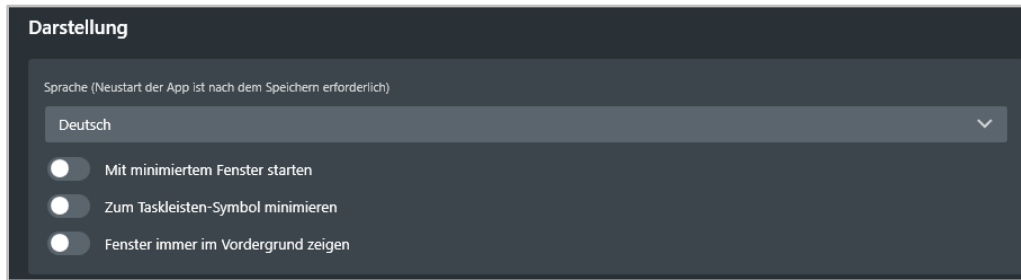 Darstellung
Sprache (Neustart der App ist nach dem Speichern erforderlich)
Deutsch
Mit minimiertem Fenster starten
Zum Taskleisten-Symbol minimieren
Fenster immer im Vordergrund zeigen